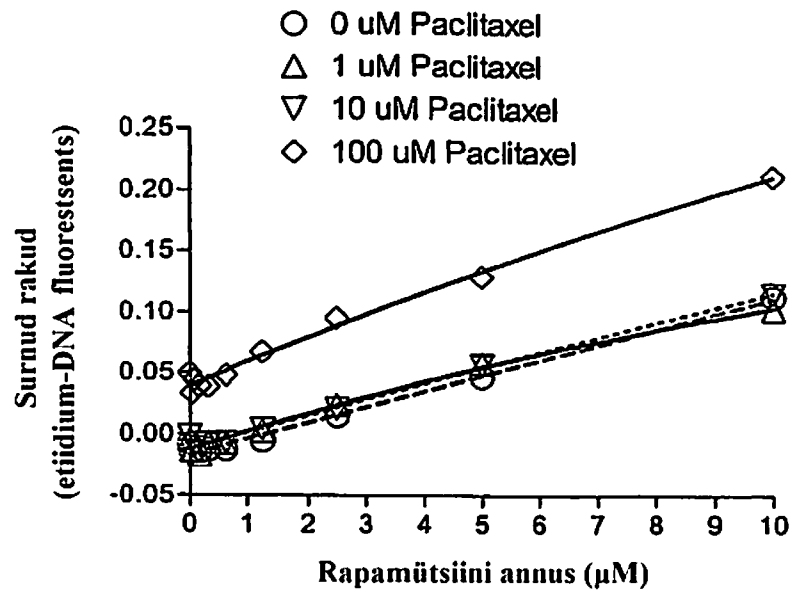 0 uM Paclitaxel
1 uM Paclitaxel
10 uM Paclitaxel
100 uM Paclitaxel
0.25
0.20
0.15
0.10
0.05
0.00
-0.05
Surnud rakud
(etiidium-DNA fluorestsents)
0 1 2 3 4 5 6 7 8 9 10
Rapamütsiini annus (µM)